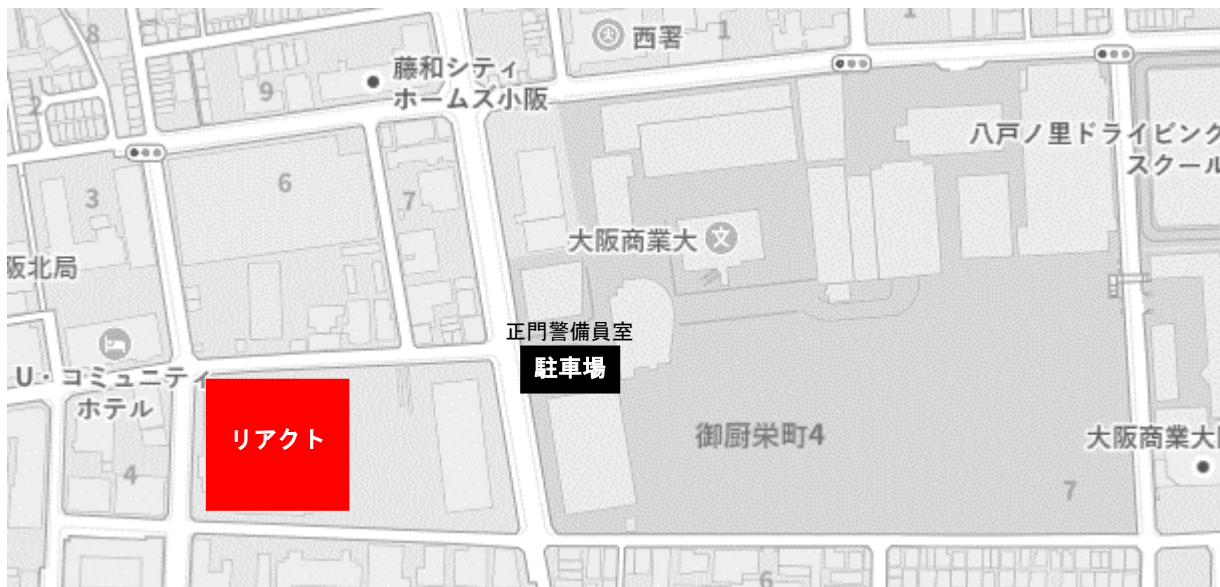 8
1
1
西署
藤和シティ
ホームズ小阪
9
2
八戸ノ里ドライビング
スクール
6
3
7
大阪商業大
文
阪北局
正門警備員室
駐車場
U・コミュニティ
ホテル
リアクト
御厨栄町4
大阪商業大
4
7
6